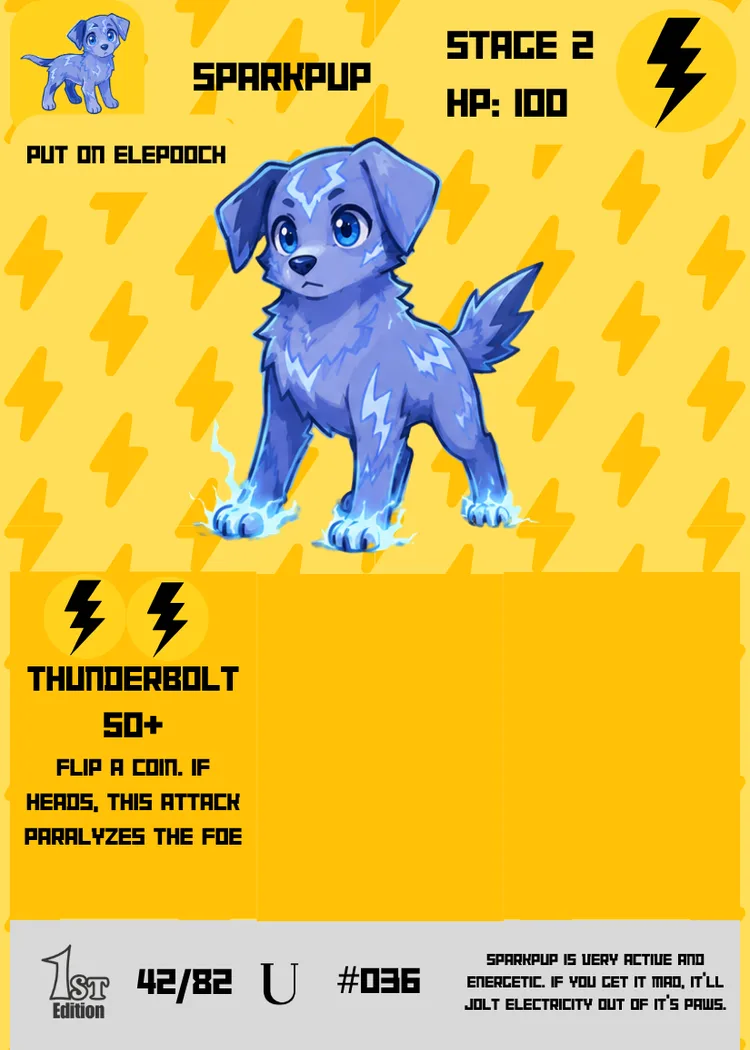 SPARKPUP
STAGE 2
HP: 100
PUT ON ELEPOOCH
THUNDERBOLT
50+
FLIP A COIN. IF
HEADS, THIS ATTACK
PARALYZES THE FOE
1ST
Edition
42/82
U
#036
SPARKPUP IS VERY ACTIVE AND
ENERGETIC. IF YOU GET IT MAD, IT'LL
JOLT ELECTRICITY OUT OF IT'S PAWS.